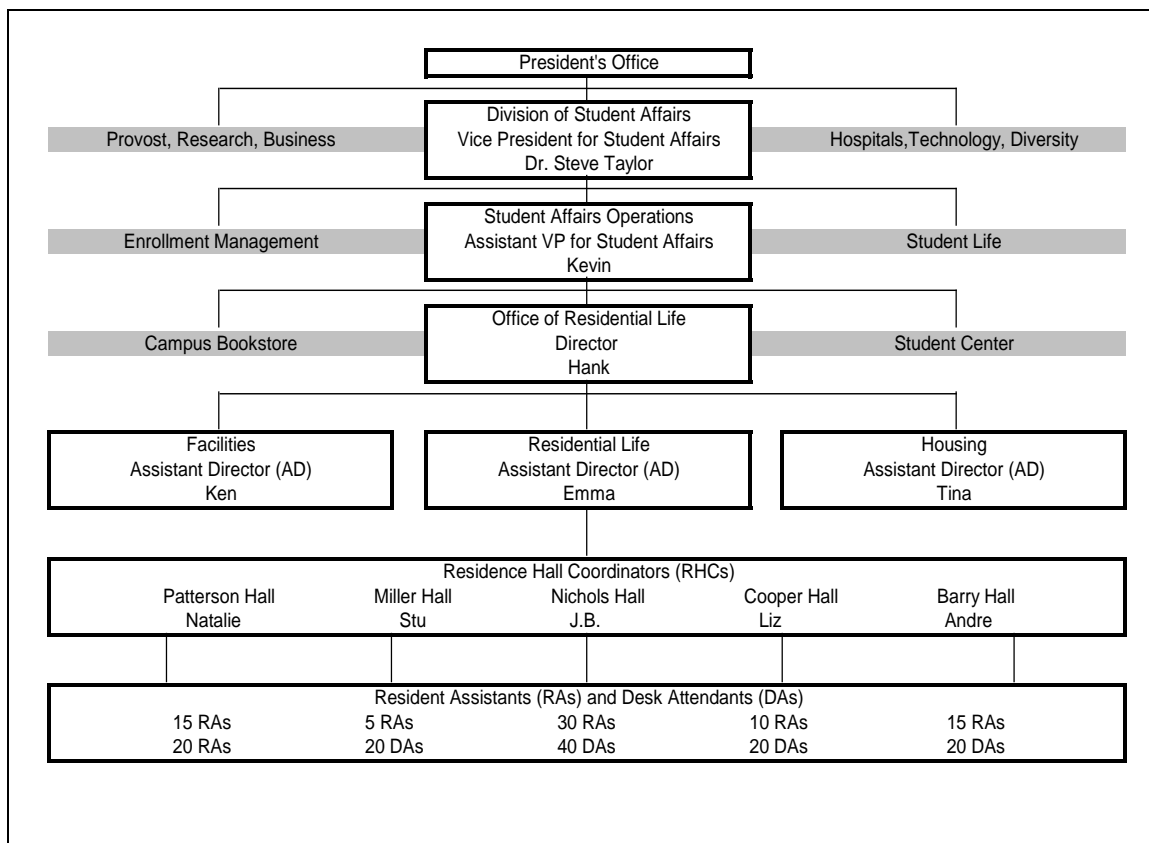 President's Office
Division of Student Affairs
Vice President for Student Affairs
Dr. Steve Taylor
Provost, Research, Business
Hospitals,Technology, Diversity
Student Affairs Operations
Assistant VP for Student Affairs
Kevin
Enrollment Management
Student Life
Office of Residential Life
Director
Hank
Campus Bookstore
Student Center
Facilities
Assistant Director (AD)
Ken
Residential Life
Assistant Director (AD)
Emma
Housing
Assistant Director (AD)
Tina
Residence Hall Coordinators (RHCs)
Patterson Hall Miller Hall Nichols Hall Cooper Hall Barry Hall
Natalie Stu J.B. Liz Andre
Resident Assistants (RAs) and Desk Attendants (DAs)
15 RAs 5 RAs 30 RAs 10 RAs 15 RAs
20 RAs 20 DAs 40 DAs 20 DAs 20 DAs